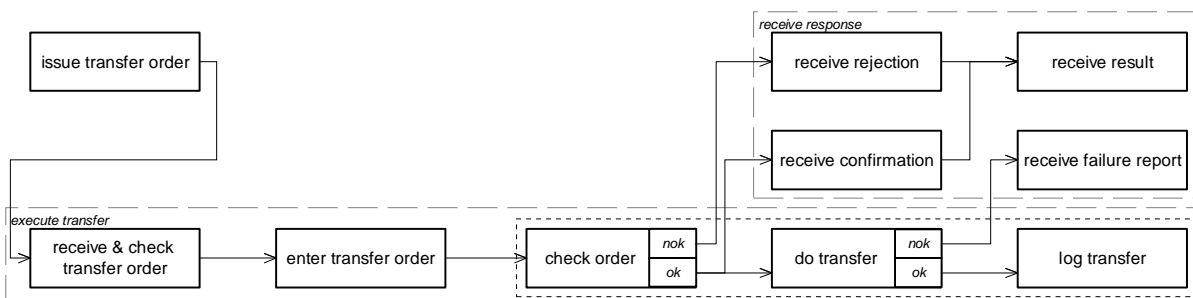 receive response
issue transfer order
receive rejection
receive result
receive confirmation
receive failure report
execute transfer
receive & check
transfer order
enter transfer order
check order
nok
ok
do transfer
nok
ok
log transfer